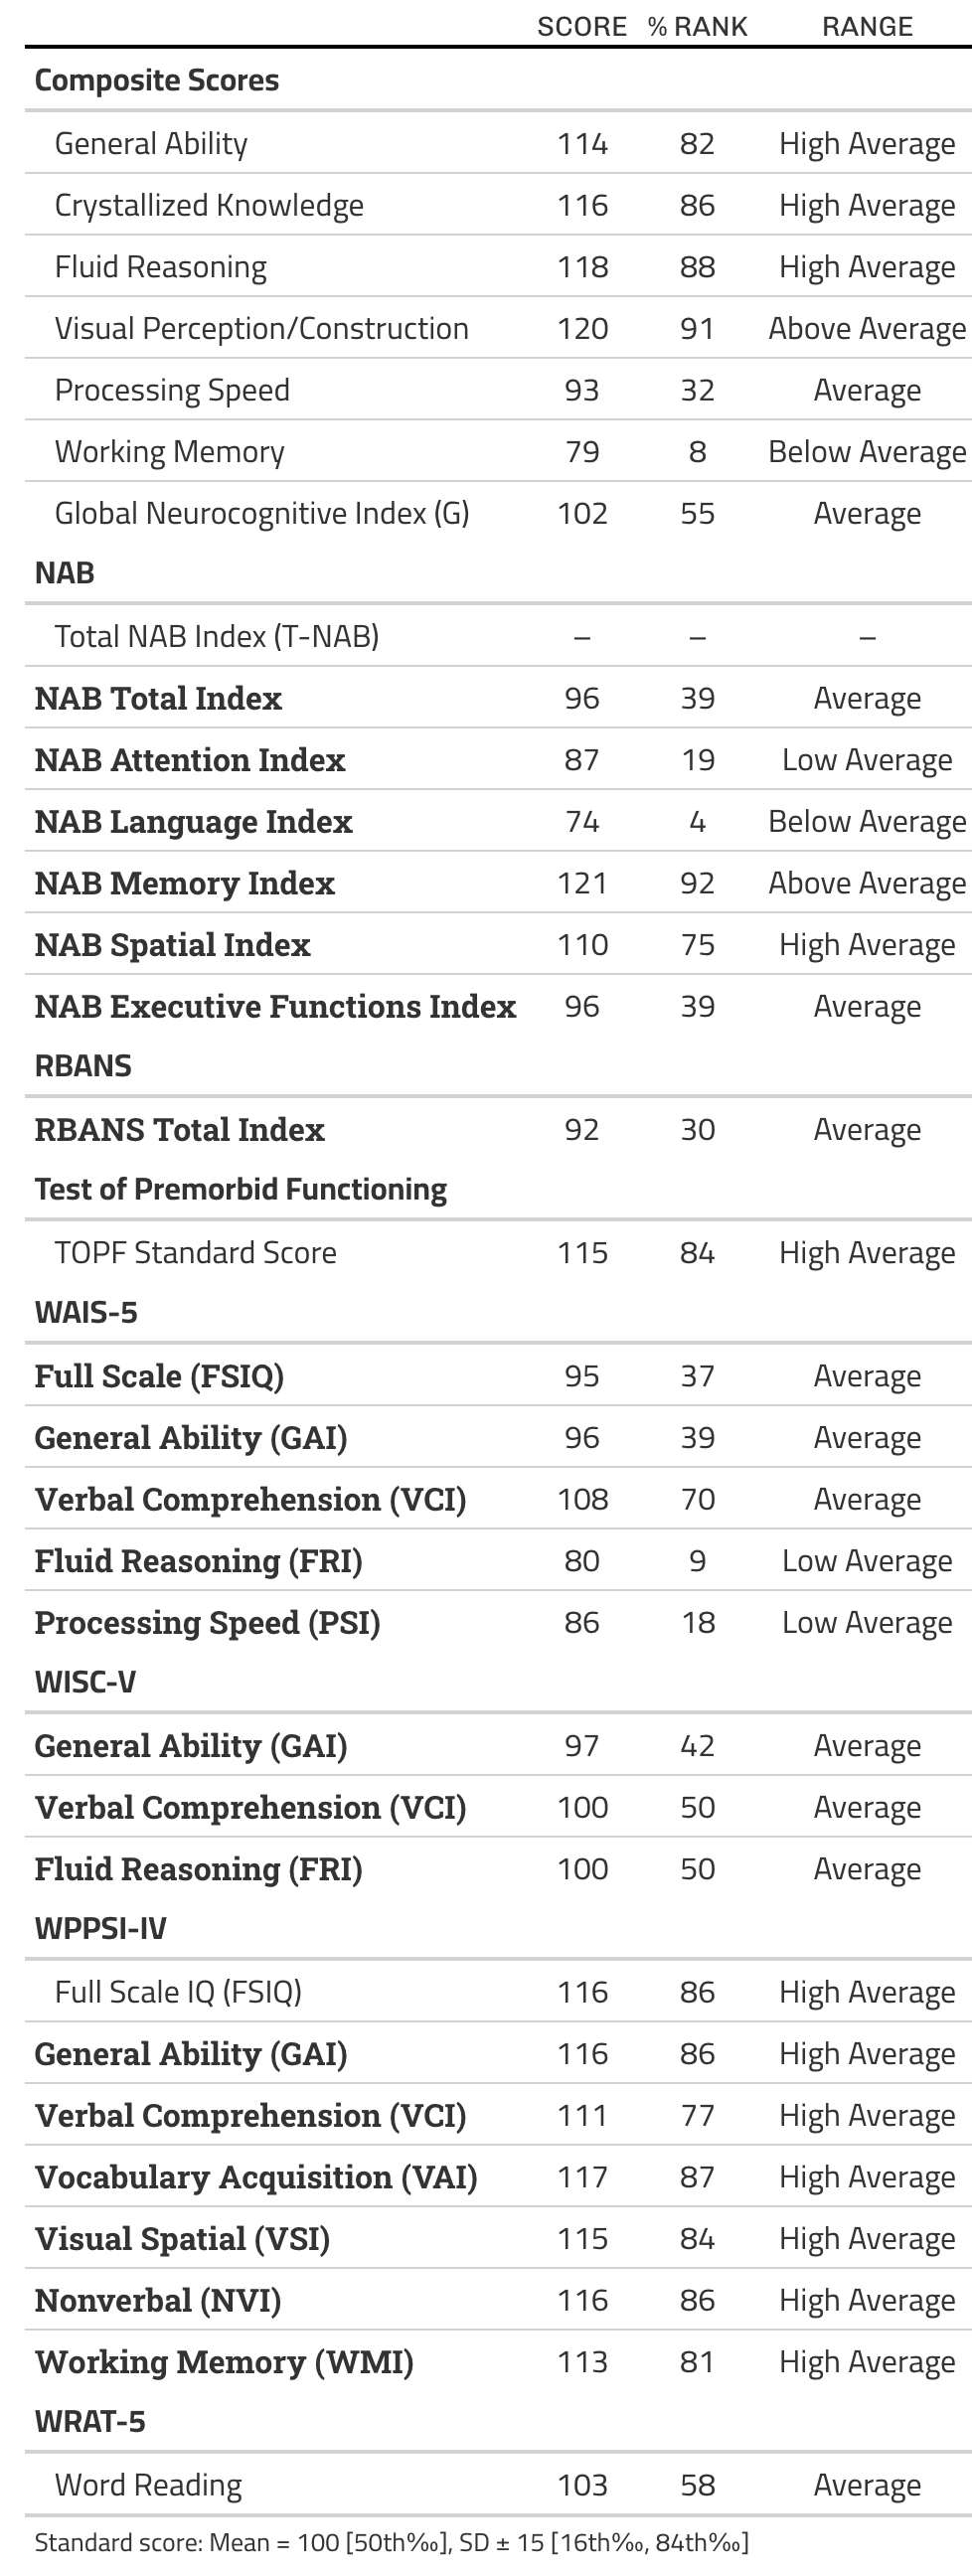 SCORE % RANK RANGE
Composite Scores
General Ability 114 82 High Average
Crystallized Knowledge 116 86 High Average
Fluid Reasoning 118 88 High Average
Visual Perception/Construction 120 91 Above Average
Processing Speed 93 32 Average
Working Memory 79 8 Below Average
Global Neurocognitive Index (G) 102 55 Average
NAB
Total NAB Index (T-NAB) – – –
NAB Total Index 96 39 Average
NAB Attention Index 87 19 Low Average
NAB Language Index 74 4 Below Average
NAB Memory Index 121 92 Above Average
NAB Spatial Index 110 75 High Average
NAB Executive Functions Index 96 39 Average
RBANS
RBANS Total Index 92 30 Average
Test of Premorbid Functioning
TOPF Standard Score 115 84 High Average
WAIS-5
Full Scale (FSIQ) 95 37 Average
General Ability (GAI) 96 39 Average
Verbal Comprehension (VCI) 108 70 Average
Fluid Reasoning (FRI) 80 9 Low Average
Processing Speed (PSI) 86 18 Low Average
WISC-V
General Ability (GAI) 97 42 Average
Verbal Comprehension (VCI) 100 50 Average
Fluid Reasoning (FRI) 100 50 Average
WPPSI-IV
Full Scale IQ (FSIQ) 116 86 High Average
General Ability (GAI) 116 86 High Average
Verbal Comprehension (VCI) 111 77 High Average
Vocabulary Acquisition (VAI) 117 87 High Average
Visual Spatial (VSI) 115 84 High Average
Nonverbal (NVI) 116 86 High Average
Working Memory (WMI) 113 81 High Average
WRAT-5
Word Reading 103 58 Average
Standard score: Mean = 100 [50th‰], SD ± 15 [16th‰, 84th‰]